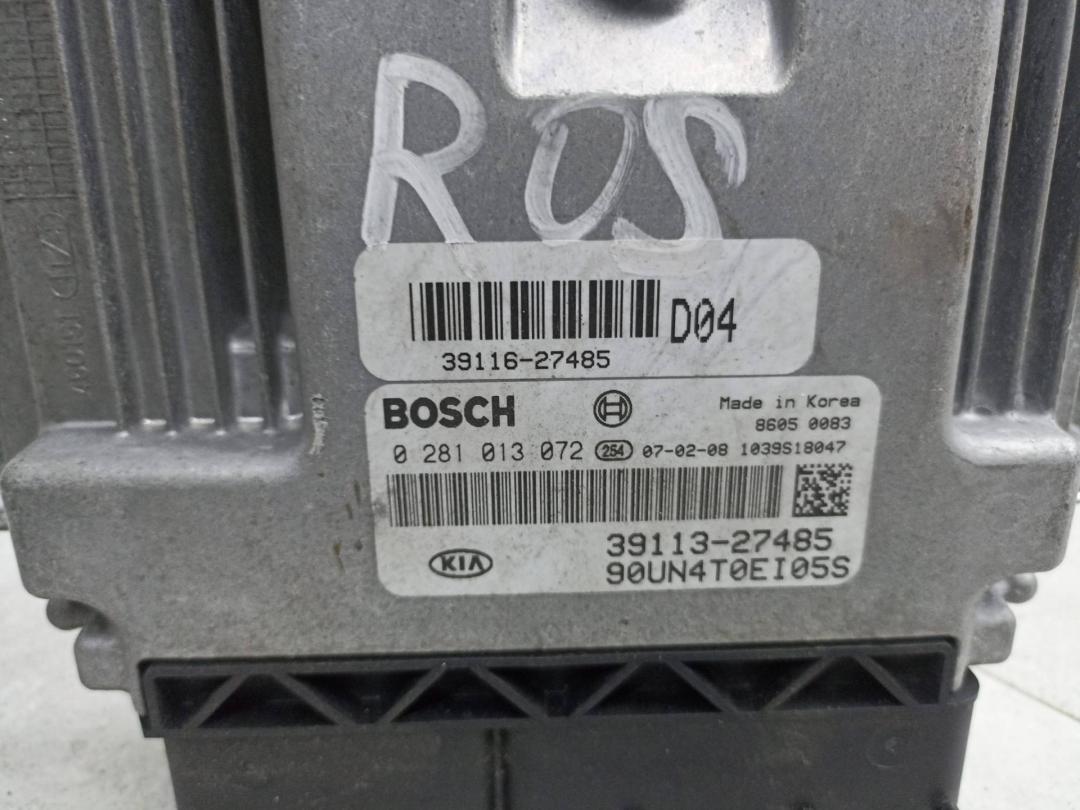 ROS
D04
39116-27485
BOSCH
Made in Korea
8605 0083
0 281 013 072 254 07-02-08 1039S18047
39113-27485
KIA
90UN4T0EI05S